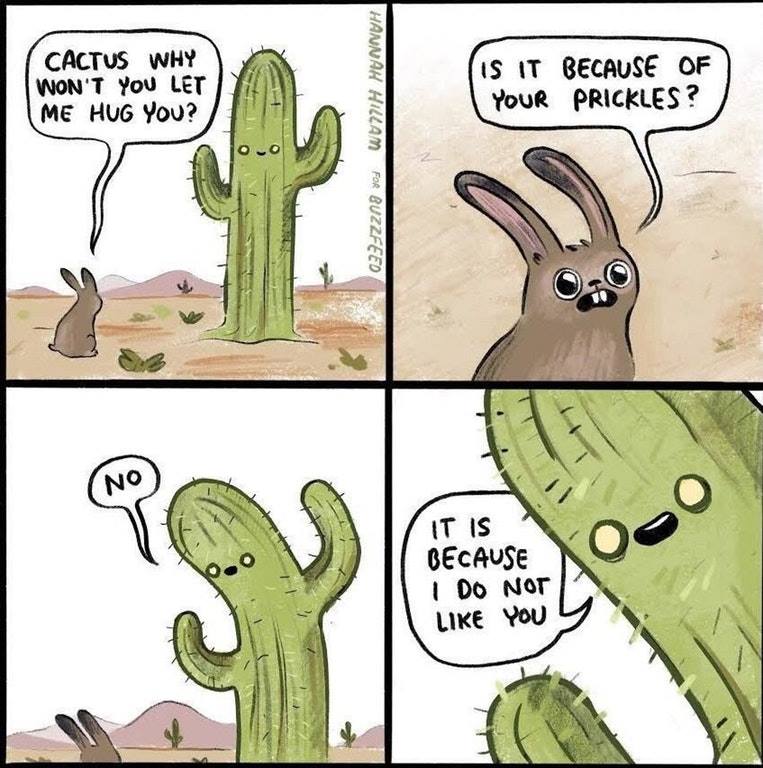 CACTUS WHY
WON'T YOU LET
ME HUG YOU?
HANNAH HILLAM FOR BUZZFEED
IS IT BECAUSE OF
YOUR PRICKLES?
NO
IT IS
BECAUSE
I DO NOT
LIKE YOU